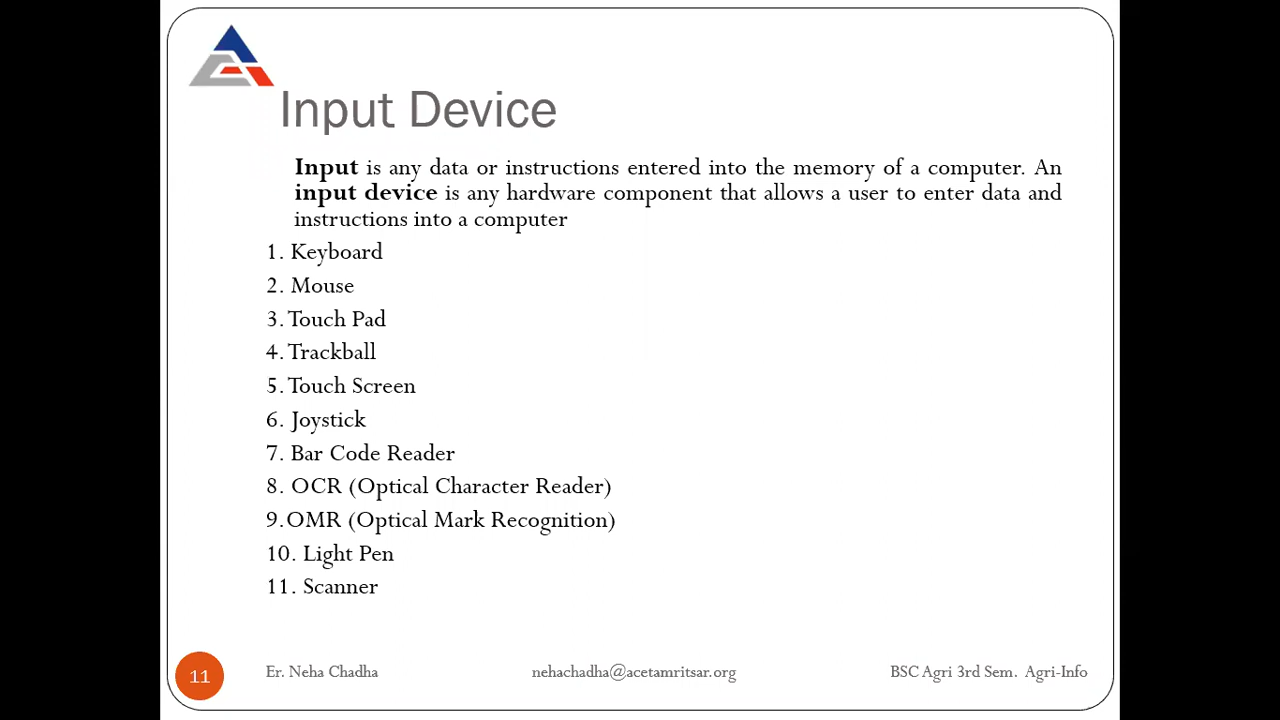 Input Device
Input is any data or instructions entered into the memory of a computer. An
input device is any hardware component that allows a user to enter data and
instructions into a computer
1. Keyboard
2. Mouse
3. Touch Pad
4. Trackball
5. Touch Screen
6. Joystick
7. Bar Code Reader
8. OCR (Optical Character Reader)
9. OMR (Optical Mark Recognition)
10. Light Pen
11. Scanner
11 Er. Neha Chadha nehachadha@acetamritsar.org BSC Agri 3rd Sem. Agri-Info